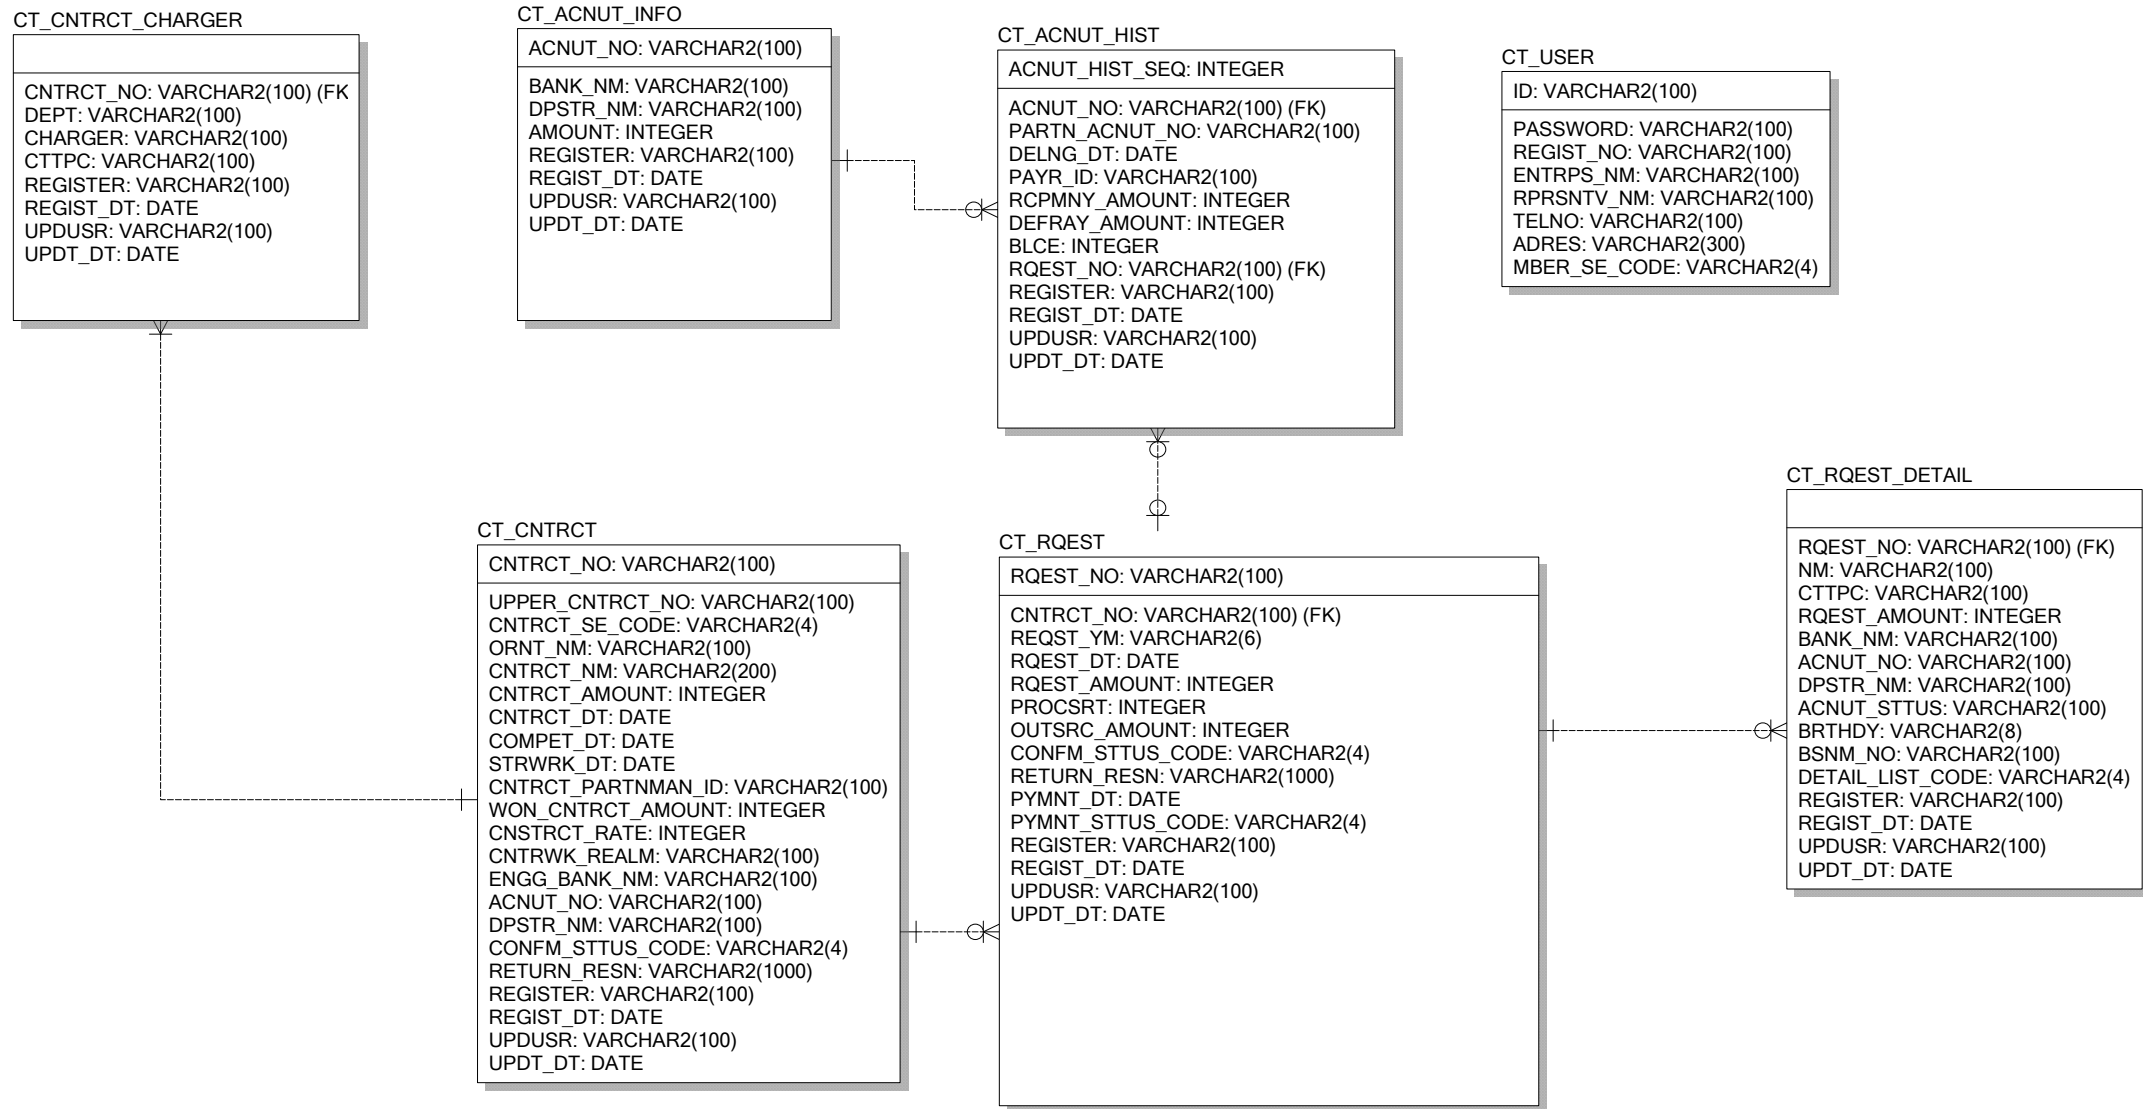 CT_CNTRCT_CHARGER
CNTRCT_NO: VARCHAR2(100) (FK
DEPT: VARCHAR2(100)
CHARGER: VARCHAR2(100)
CTTPC: VARCHAR2(100)
REGISTER: VARCHAR2(100)
REGIST_DT: DATE
UPDUSR: VARCHAR2(100)
UPDT_DT: DATE
CT_ACNUT_INFO
ACNUT_NO: VARCHAR2(100)
BANK_NM: VARCHAR2(100)
DPSTR_NM: VARCHAR2(100)
AMOUNT: INTEGER
REGISTER: VARCHAR2(100)
REGIST_DT: DATE
UPDUSR: VARCHAR2(100)
UPDT_DT: DATE
CT_ACNUT_HIST
ACNUT_HIST_SEQ: INTEGER
ACNUT_NO: VARCHAR2(100) (FK)
PARTN_ACNUT_NO: VARCHAR2(100)
DELNG_DT: DATE
PAYR_ID: VARCHAR2(100)
RCPMNY_AMOUNT: INTEGER
DEFRAY_AMOUNT: INTEGER
BLCE: INTEGER
RQEST_NO: VARCHAR2(100) (FK)
REGISTER: VARCHAR2(100)
REGIST_DT: DATE
UPDUSR: VARCHAR2(100)
UPDT_DT: DATE
CT_USER
ID: VARCHAR2(100)
PASSWORD: VARCHAR2(100)
REGIST_NO: VARCHAR2(100)
ENTRPS_NM: VARCHAR2(100)
RPRSNTV_NM: VARCHAR2(100)
TELNO: VARCHAR2(100)
ADRES: VARCHAR2(300)
MBER_SE_CODE: VARCHAR2(4)
CT_CNTRCT
CNTRCT_NO: VARCHAR2(100)
UPPER_CNTRCT_NO: VARCHAR2(100)
CNTRCT_SE_CODE: VARCHAR2(4)
ORNT_NM: VARCHAR2(100)
CNTRCT_NM: VARCHAR2(200)
CNTRCT_AMOUNT: INTEGER
CNTRCT_DT: DATE
COMPET_DT: DATE
STRWRK_DT: DATE
CNTRCT_PARTNMAN_ID: VARCHAR2(100)
WON_CNTRCT_AMOUNT: INTEGER
CNSTRCT_RATE: INTEGER
CNTRWK_REALM: VARCHAR2(100)
ENGG_BANK_NM: VARCHAR2(100)
ACNUT_NO: VARCHAR2(100)
DPSTR_NM: VARCHAR2(100)
CONFM_STTUS_CODE: VARCHAR2(4)
RETURN_RESN: VARCHAR2(1000)
REGISTER: VARCHAR2(100)
REGIST_DT: DATE
UPDUSR: VARCHAR2(100)
UPDT_DT: DATE
CT_RQEST
RQEST_NO: VARCHAR2(100)
CNTRCT_NO: VARCHAR2(100) (FK)
REQST_YM: VARCHAR2(6)
RQEST_DT: DATE
RQEST_AMOUNT: INTEGER
PROCSRT: INTEGER
OUTSRC_AMOUNT: INTEGER
CONFM_STTUS_CODE: VARCHAR2(4)
RETURN_RESN: VARCHAR2(1000)
PYMNT_DT: DATE
PYMNT_STTUS_CODE: VARCHAR2(4)
REGISTER: VARCHAR2(100)
REGIST_DT: DATE
UPDUSR: VARCHAR2(100)
UPDT_DT: DATE
CT_RQEST_DETAIL
RQEST_NO: VARCHAR2(100) (FK)
NM: VARCHAR2(100)
CTTPC: VARCHAR2(100)
RQEST_AMOUNT: INTEGER
BANK_NM: VARCHAR2(100)
ACNUT_NO: VARCHAR2(100)
DPSTR_NM: VARCHAR2(100)
ACNUT_STTUS: VARCHAR2(100)
BRTHDY: VARCHAR2(8)
BSNM_NO: VARCHAR2(100)
DETAIL_LIST_CODE: VARCHAR2(4)
REGISTER: VARCHAR2(100)
REGIST_DT: DATE
UPDUSR: VARCHAR2(100)
UPDT_DT: DATE